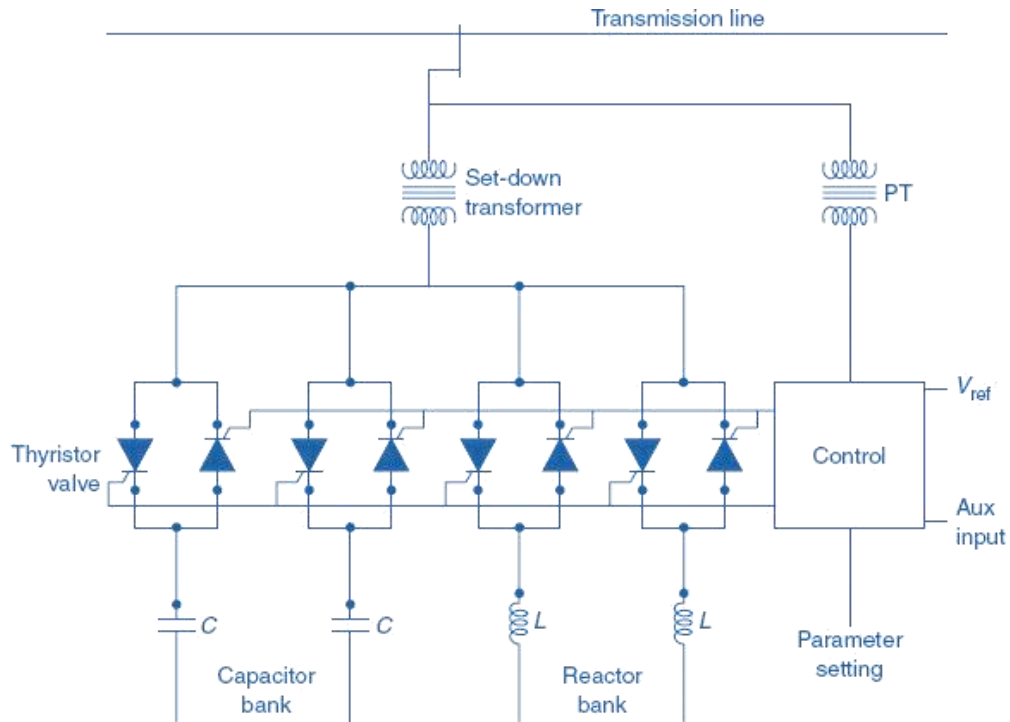 Transmission line
Set-down
transformer
PT
V_ref
Thyristor
valve
Control
Aux
input
C
C
L
L
Parameter
setting
Capacitor
bank
Reactor
bank